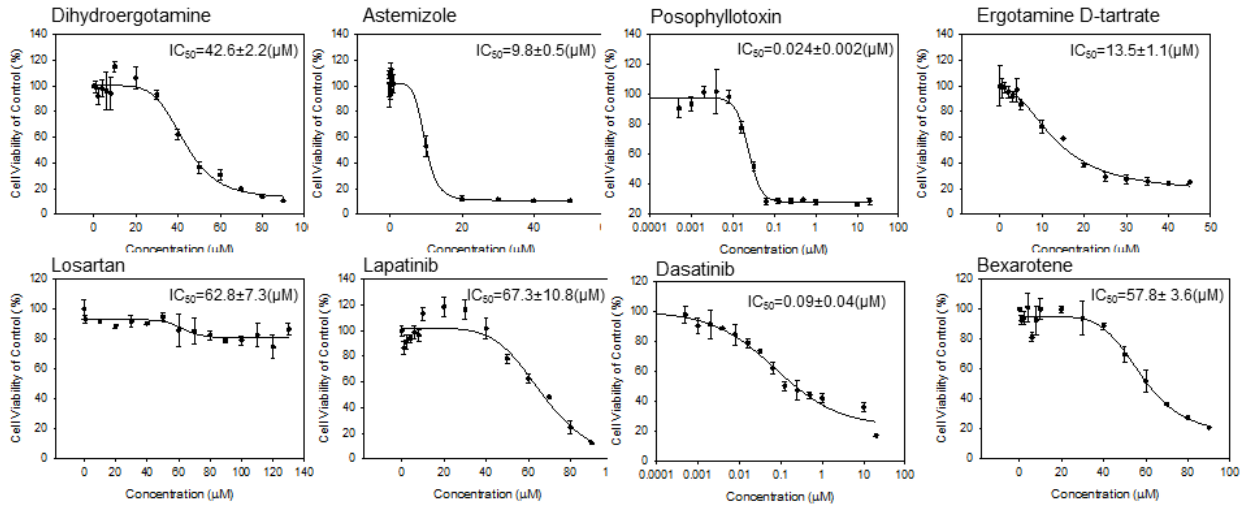 Dihydroergotamine
IC50=42.6±2.2(µM)
Cell Viability of Control (%)
140
120
100
80
60
40
20
0
0 20 40 60 80 10
Concentration (µM)
Astemizole
IC50=9.8±0.5(µM)
Cell Viability of Control (%)
140
120
100
80
60
40
20
0
0 20 40
Concentration (µM)
Posophyllotoxin
IC50=0.024±0.002(µM)
Cell Viability of Control (%)
140
120
100
80
60
40
20
0.0001 0.001 0.01 0.1 1 10 100
Concentration (µM)
Ergotamine D-tartrate
IC50=13.5±1.1(µM)
Cell Viability of Control (%)
140
120
100
80
60
40
20
0
0 10 20 30 40 50
Concentration (µM)
Losartan
IC50=62.8±7.3(µM)
Cell Viability of Control (%)
120
100
80
60
40
20
0
0 20 40 60 80 100 120 140
Concentration (µM)
Lapatinib
IC50=67.3±10.8(µM)
Cell Viability of Control (%)
140
120
100
80
60
40
20
0
0 20 40 60 80
Concentration (µM)
Dasatinib
IC50=0.09±0.04(µM)
Cell Viability of Control (%)
120
100
80
60
40
20
0
0.0001 0.001 0.01 0.1 1 10 100
Concentration (µM)
Bexarotene
IC50=57.8± 3.6(µM)
Cell Viability of Control (%)
120
100
80
60
40
20
0
0 20 40 60 80 100
Concentration (µM)